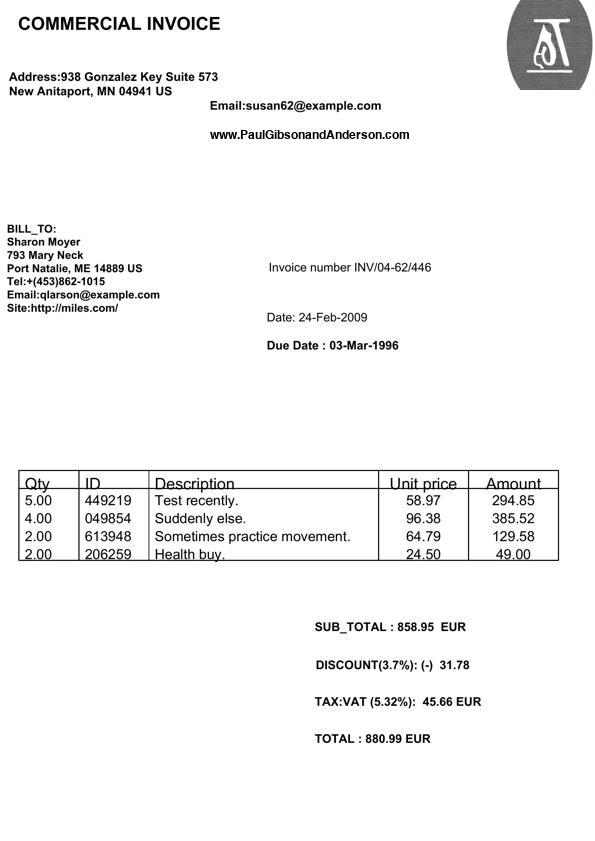 COMMERCIAL INVOICE
Address:938 Gonzalez Key Suite 573
New Anitaport, MN 04941 US
Email:susan62@example.com
www.PaulGibsonandAnderson.com
BILL_TO:
Sharon Moyer
793 Mary Neck
Port Natalie, ME 14889 US
Tel:+(453)862-1015
Email:qlarson@example.com
Site:http://miles.com/
Invoice number INV/04-62/446
Date: 24-Feb-2009
Due Date : 03-Mar-1996
Qty ID Description Unit price Amount
5.00 449219 Test recently. 58.97 294.85
4.00 049854 Suddenly else. 96.38 385.52
2.00 613948 Sometimes practice movement. 64.79 129.58
2.00 206259 Health buy. 24.50 49.00
SUB_TOTAL : 858.95 EUR
DISCOUNT(3.7%): (-) 31.78
TAX:VAT (5.32%): 45.66 EUR
TOTAL : 880.99 EUR